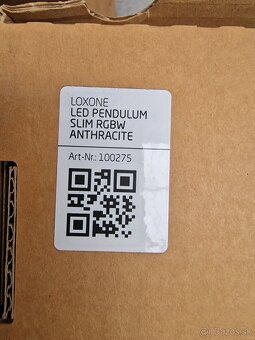 LOXONE
LED PENDULUM
SLIM RGBW
ANTHRACITE
Art-Nr.: 100275